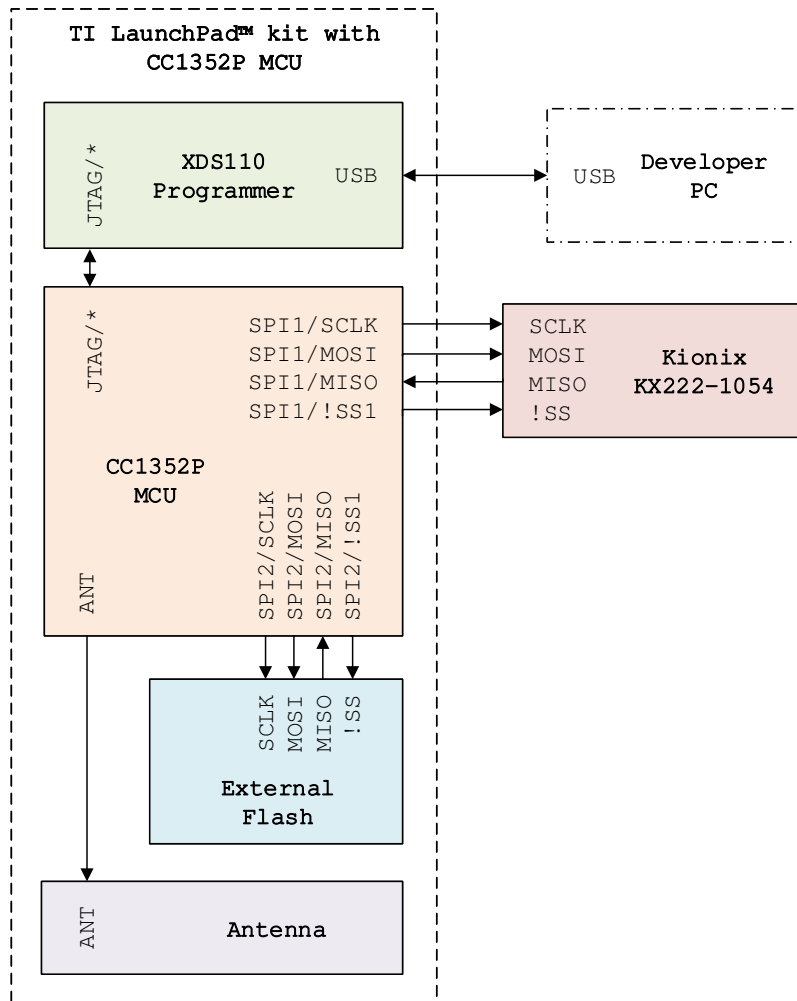 TI LaunchPad™ kit with
CC1352P MCU
JTAG/*
XDS110
Programmer
USB
USB
Developer
PC
JTAG/*
SPI1/SCLK
SPI1/MOSI
SPI1/MISO
SPI1/!SS1
SCLK
MOSI
MISO
!SS
Kionix
KX222-1054
CC1352P
MCU
ANT
SPI2/SCLK
SPI2/MOSI
SPI2/MISO
SPI2/!SS1
SCLK
MOSI
MISO
!SS
External
Flash
ANT
Antenna